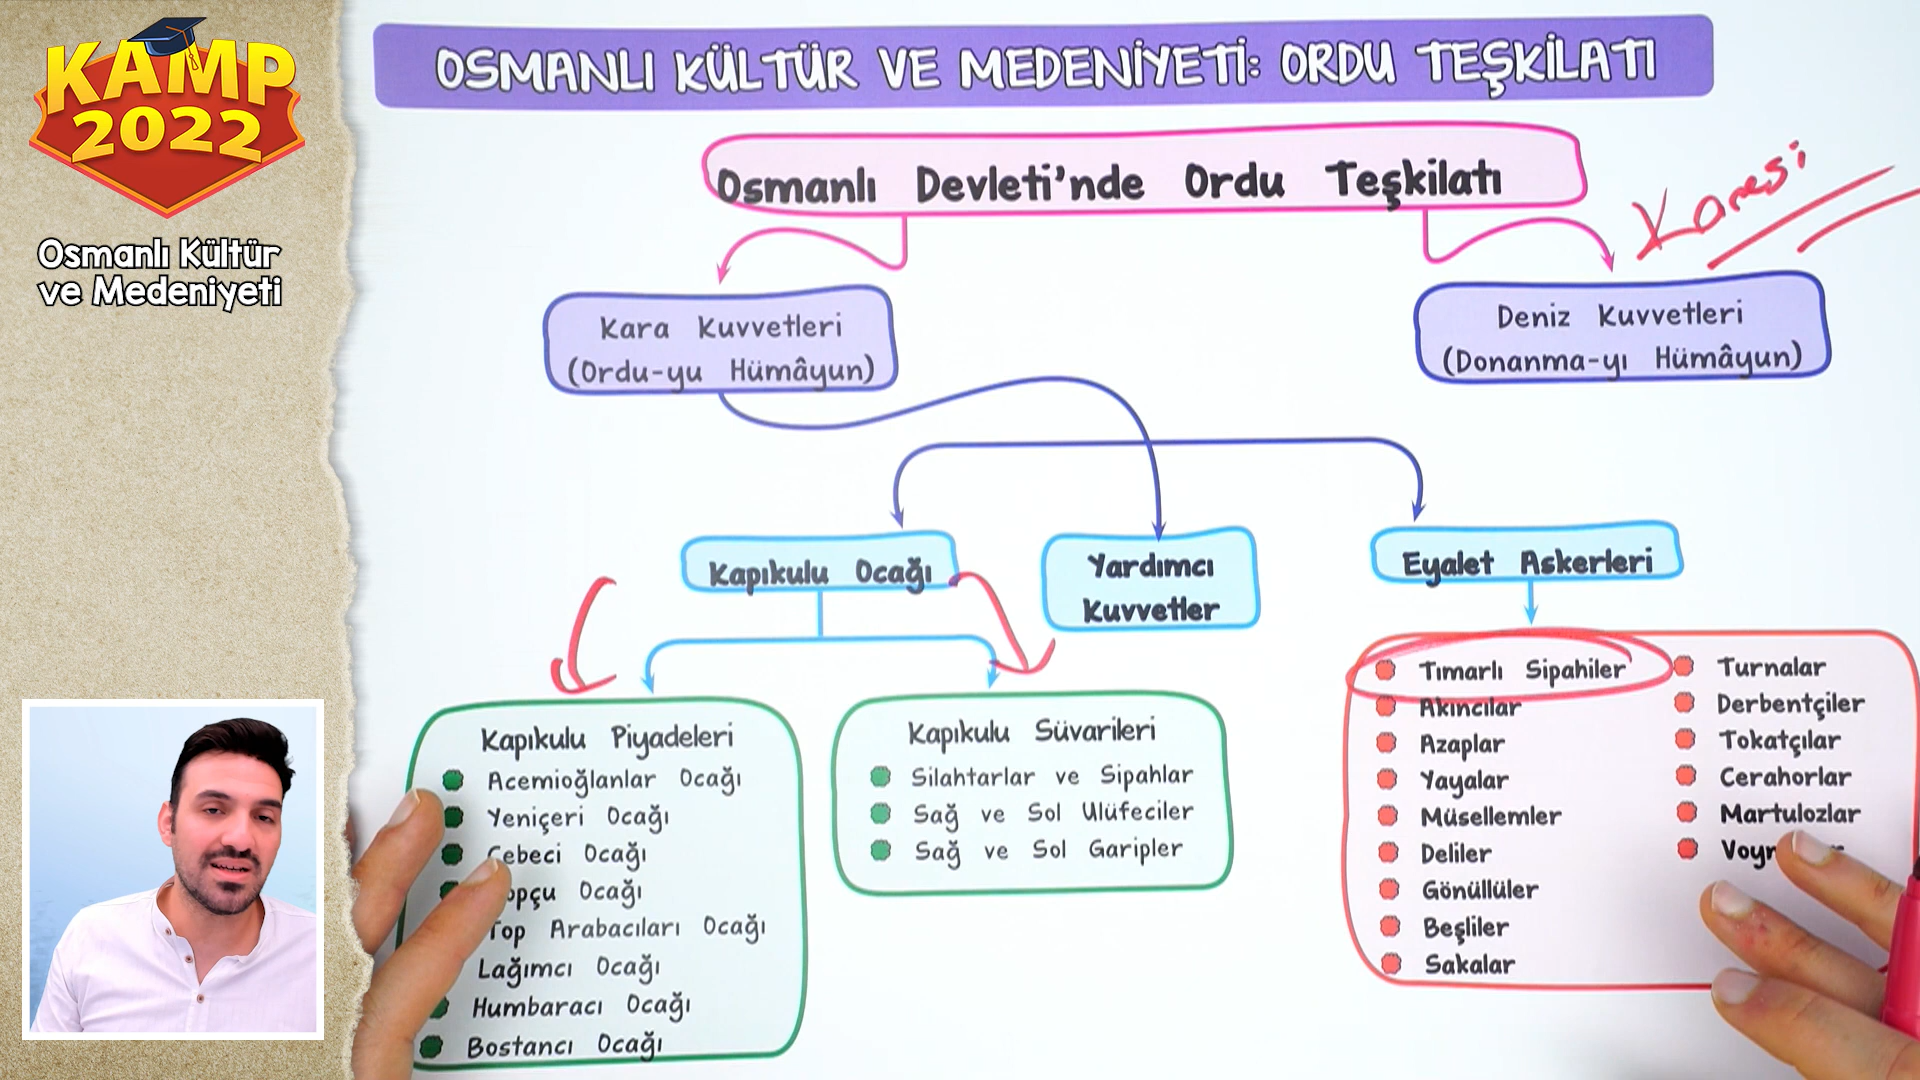 KAMP
2022
Osmanlı Kültür
ve Medeniyeti
OSMANLI KÜLTÜR VE MEDENİYETİ: ORDU TEŞKİLATI
Osmanlı Devleti'nde Ordu Teşkilatı
Karesi
Kara Kuvvetleri
(Ordu-yu Hümâyun)
Deniz Kuvvetleri
(Donanma-yı Hümâyun)
Kapıkulu Ocağı
Yardımcı
Kuvvetler
Eyalet Askerleri
Kapıkulu Piyadeleri
Acemioğlanlar Ocağı
Yeniçeri Ocağı
Cebeci Ocağı
Topçu Ocağı
Top Arabacıları Ocağı
Lağımcı Ocağı
Humbaracı Ocağı
Bostancı Ocağı
Kapıkulu Süvarileri
Silahtarlar ve Sipahlar
Sağ ve Sol Ulüfeciler
Sağ ve Sol Garipler
Tımarlı Sipahiler
Akıncılar
Azaplar
Yayalar
Müsellemler
Deliler
Gönüllüler
Beşliler
Sakalar
Turnalar
Derbentçiler
Tokatçılar
Cerahorlar
Martulozlar